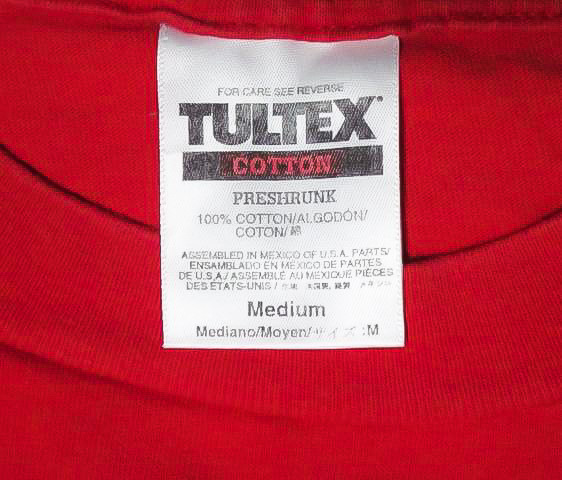 FOR CARE SEE REVERSE
TULTEX®
COTTON
PRESHRUNK
100% COTTON/ALGODÓN/
COTON/綿
ASSEMBLED IN MEXICO OF U.S.A. PARTS/
ENSAMBLADO EN MÉXICO DE PARTES
DE U.S.A./ASSEMBLÉ AU MEXIQUE PIÈCES
DES ÉTATS-UNIS /
Medium
Mediano/Moyen/サイズ :M